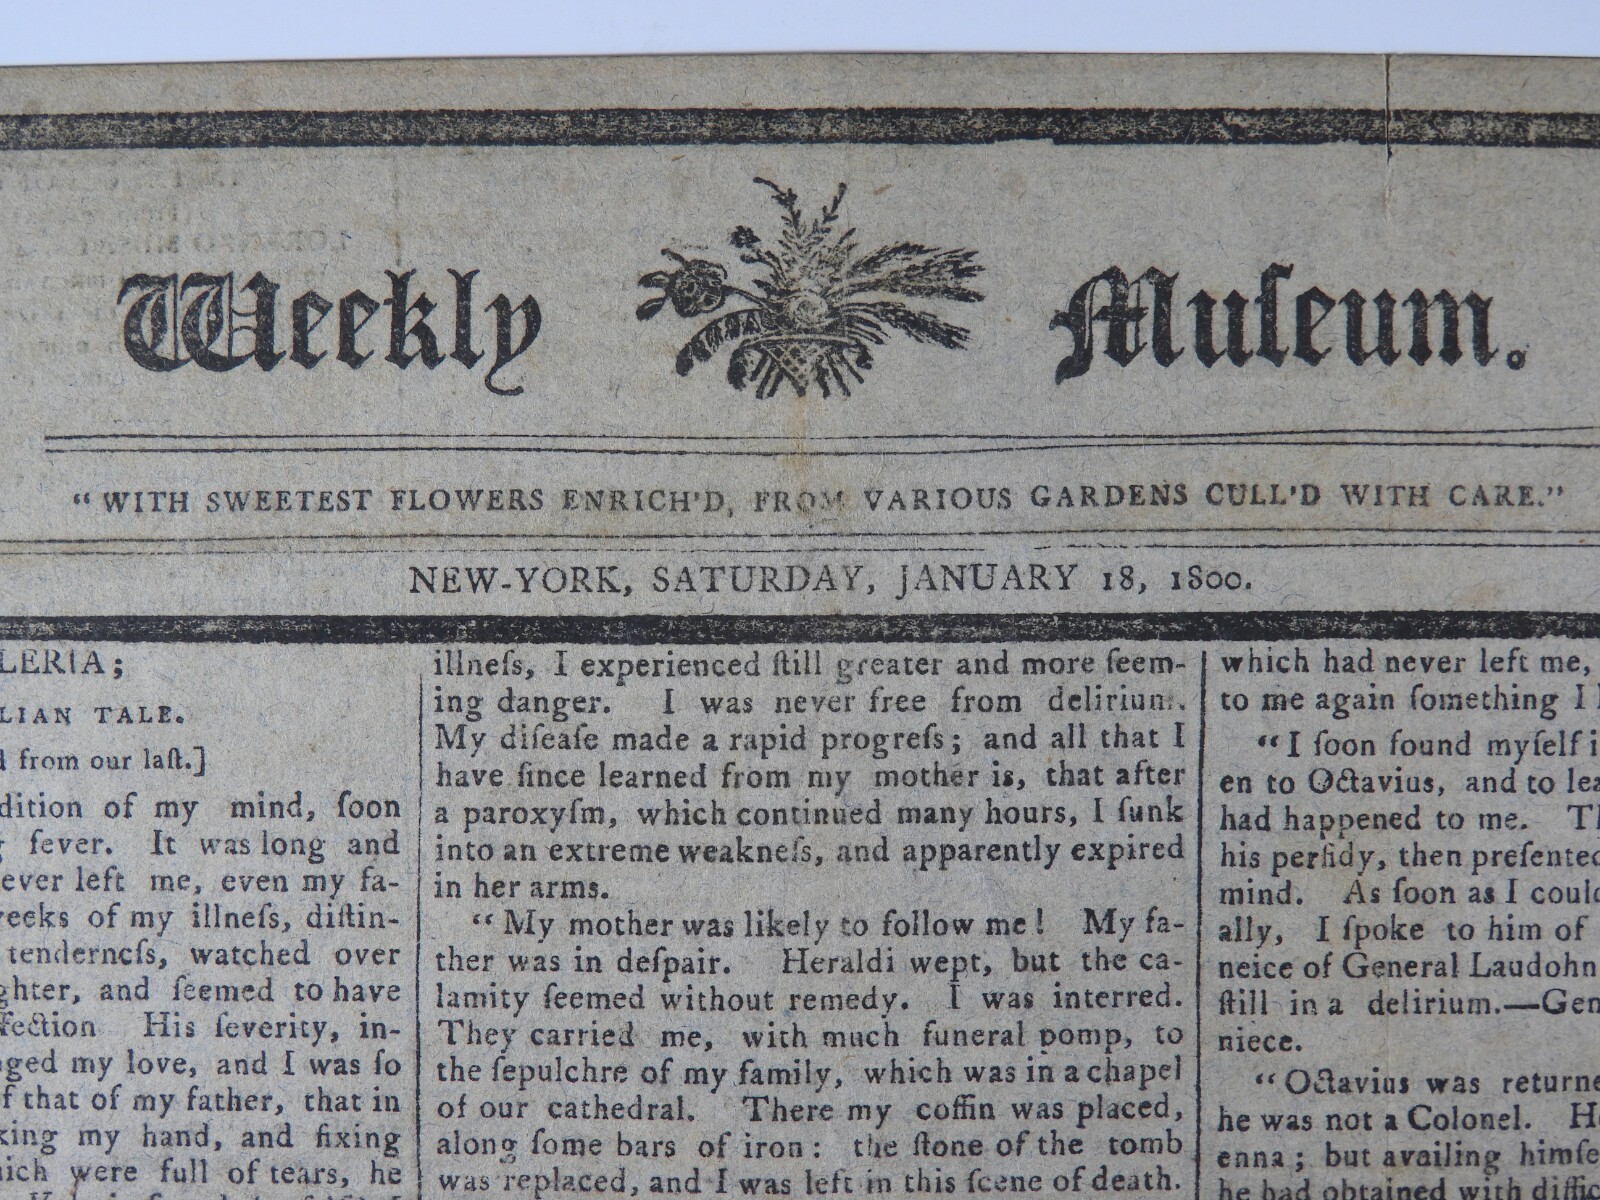 Weekly Muſeum.
“ WITH SWEETEST FLOWERS ENRICH'D, FROM VARIOUS GARDENS CULL'D WITH CARE.”
NEW-YORK, SATURDAY, JANUARY 18, 1800.
LERIA;
LIAN TALE.
from our laſt.]
dition of my mind, ſoon
fever. It was long and
ever left me, even my fa-
weeks of my illneſs, diſtin-
tenderneſs, watched over
ghter, and ſeemed to have
fection His ſeverity, in-
ged my love, and I was ſo
f that of my father, that in
king my hand, and fixing
hich were full of tears, he
illneſs, I experienced ſtill greater and more ſeem-
ing danger. I was never free from delirium.
My diſeaſe made a rapid progreſs; and all that I
have ſince learned from my mother is, that after
a paroxyſm, which continued many hours, I ſunk
into an extreme weakneſs, and apparently expired
in her arms.
“ My mother was likely to follow me! My fa-
ther was in deſpair. Heraldi wept, but the ca-
lamity ſeemed without remedy. I was interred.
They carried me, with much funeral pomp, to
the ſepulchre of my family, which was in a chapel
of our cathedral. There my coffin was placed,
along ſome bars of iron: the ſtone of the tomb
was replaced, and I was left in this ſcene of death.
which had never left me,
to me again ſomething I
“ I ſoon found myſelf i
en to Octavius, and to lea
had happened to me. Th
his perfidy, then preſented
mind. As ſoon as I could
ally, I ſpoke to him of
neice of General Laudohn
ſtill in a delirium.—Gen
niece.
“ Octavius was returne
he was not a Colonel. He
enna; but availing himſe
he had obtained with diffic